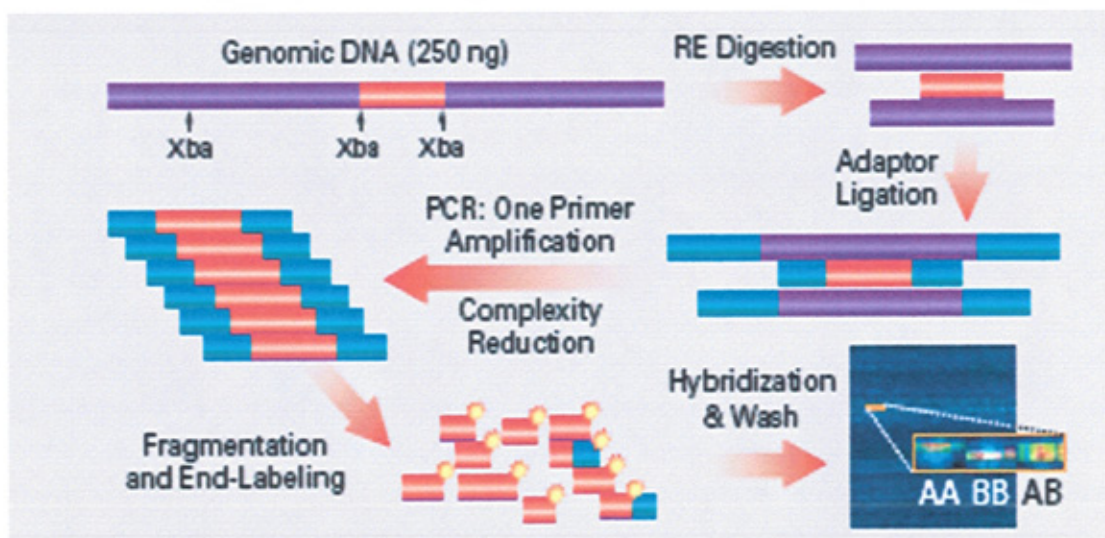 Genomic DNA (250 ng)
RE Digestion
Xba
Xba
Xba
Adaptor
Ligation
PCR: One Primer
Amplification
Complexity
Reduction
Fragmentation
and End-Labeling
Hybridization
& Wash
AA BB AB